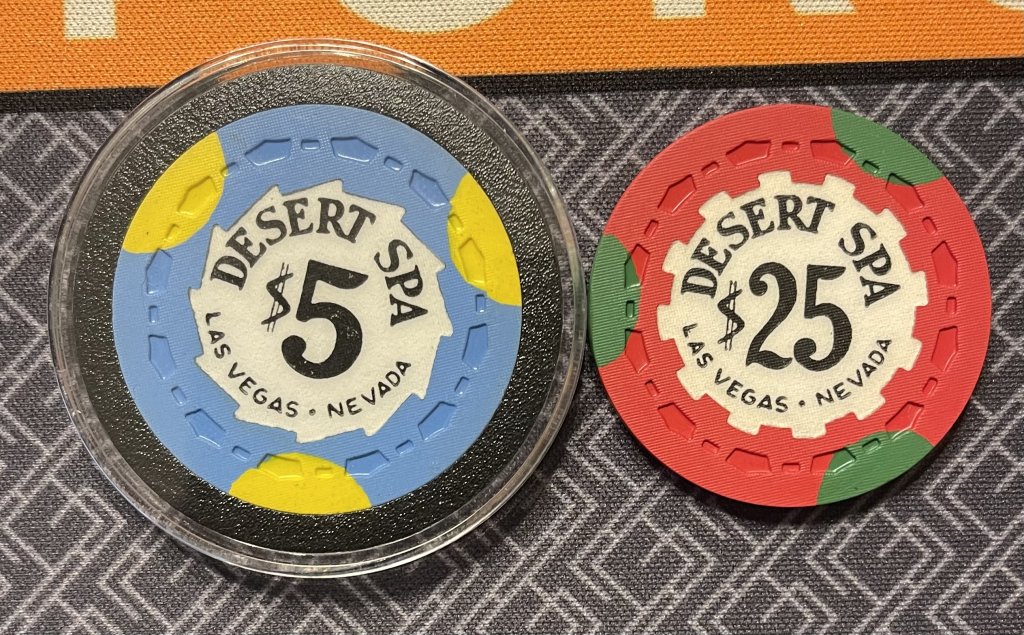 DESERT SPA
$5
LAS VEGAS • NEVADA
DESERT SPA
$25
LAS VEGAS • NEVADA